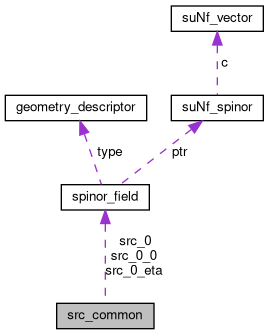 suNf_vector
c
geometry_descriptor
suNf_spinor
type
ptr
spinor_field
src_0
src_0_0
src_0_eta
src_common